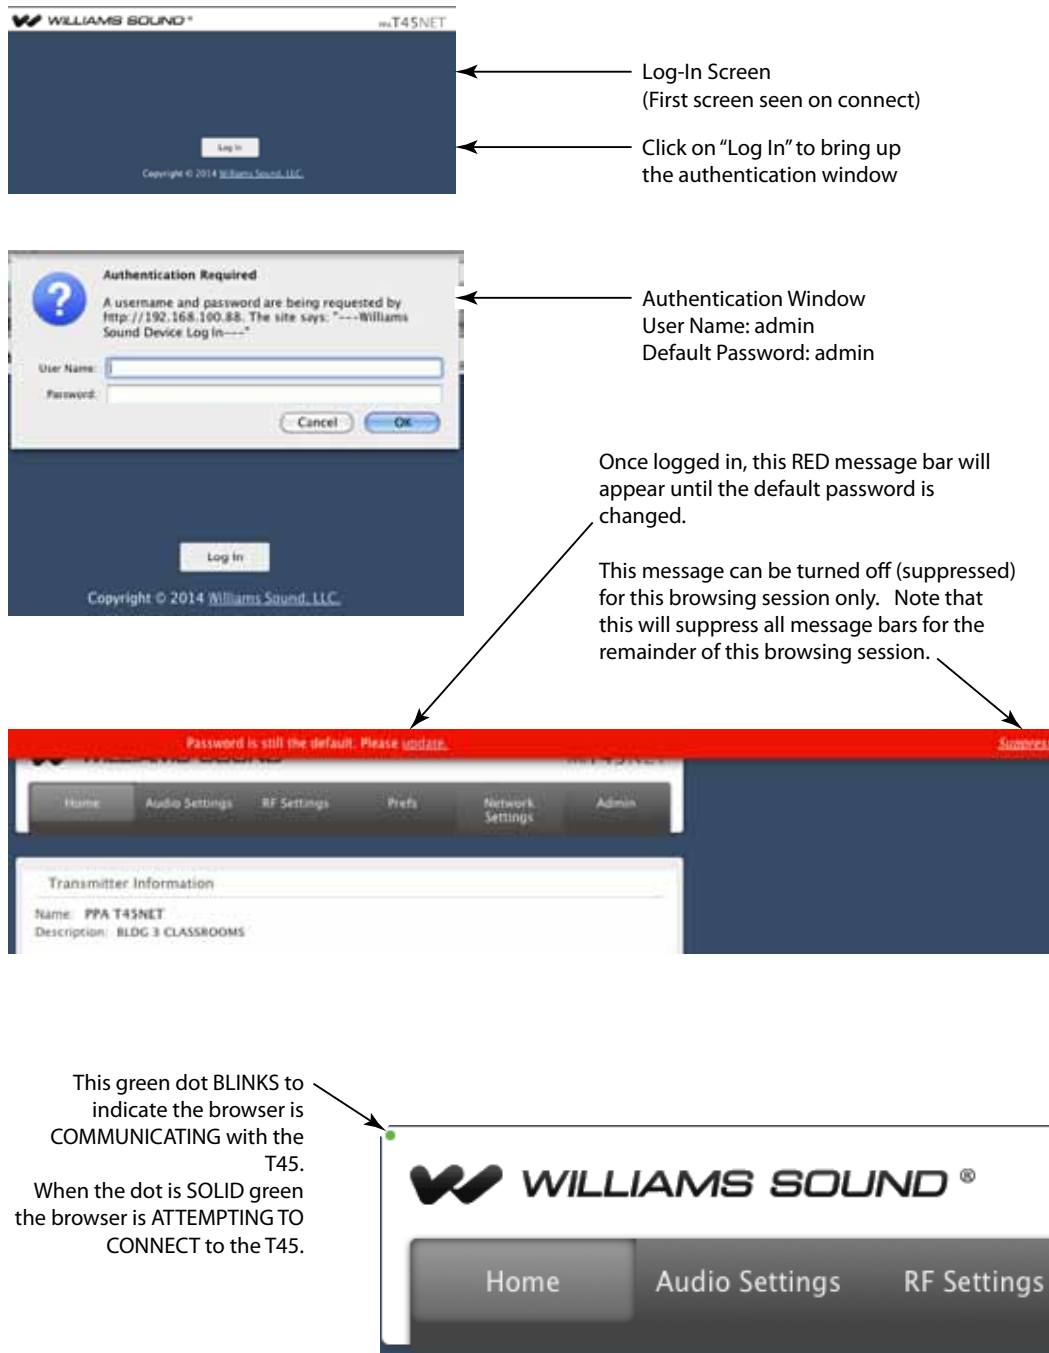 WILLIAMS SOUND®
PPA T45NET
Log-In Screen
(First screen seen on connect)
Log In
Click on “Log In” to bring up
the authentication window
Copyright © 2014 Williams Sound, LLC.
Authentication Required
A username and password are being requested by
http://192.168.100.88. The site says: "---Williams
Sound Device Log In---"
User Name:
Password:
Cancel OK
Authentication Window
User Name: admin
Default Password: admin
Log In
Copyright © 2014 Williams Sound, LLC.
Once logged in, this RED message bar will
appear until the default password is
changed.
This message can be turned off (suppressed)
for this browsing session only. Note that
this will suppress all message bars for the
remainder of this browsing session.
Password is still the default. Please update.
Suppress
Home Audio Settings RF Settings Prefs Network Settings Admin
Transmitter Information
Name: PPA T45NET
Description: BLDG 3 CLASSROOMS
This green dot BLINKS to
indicate the browser is
COMMUNICATING with the
T45.
When the dot is SOLID green
the browser is ATTEMPTING TO
CONNECT to the T45.
WILLIAMS SOUND®
Home Audio Settings RF Settings